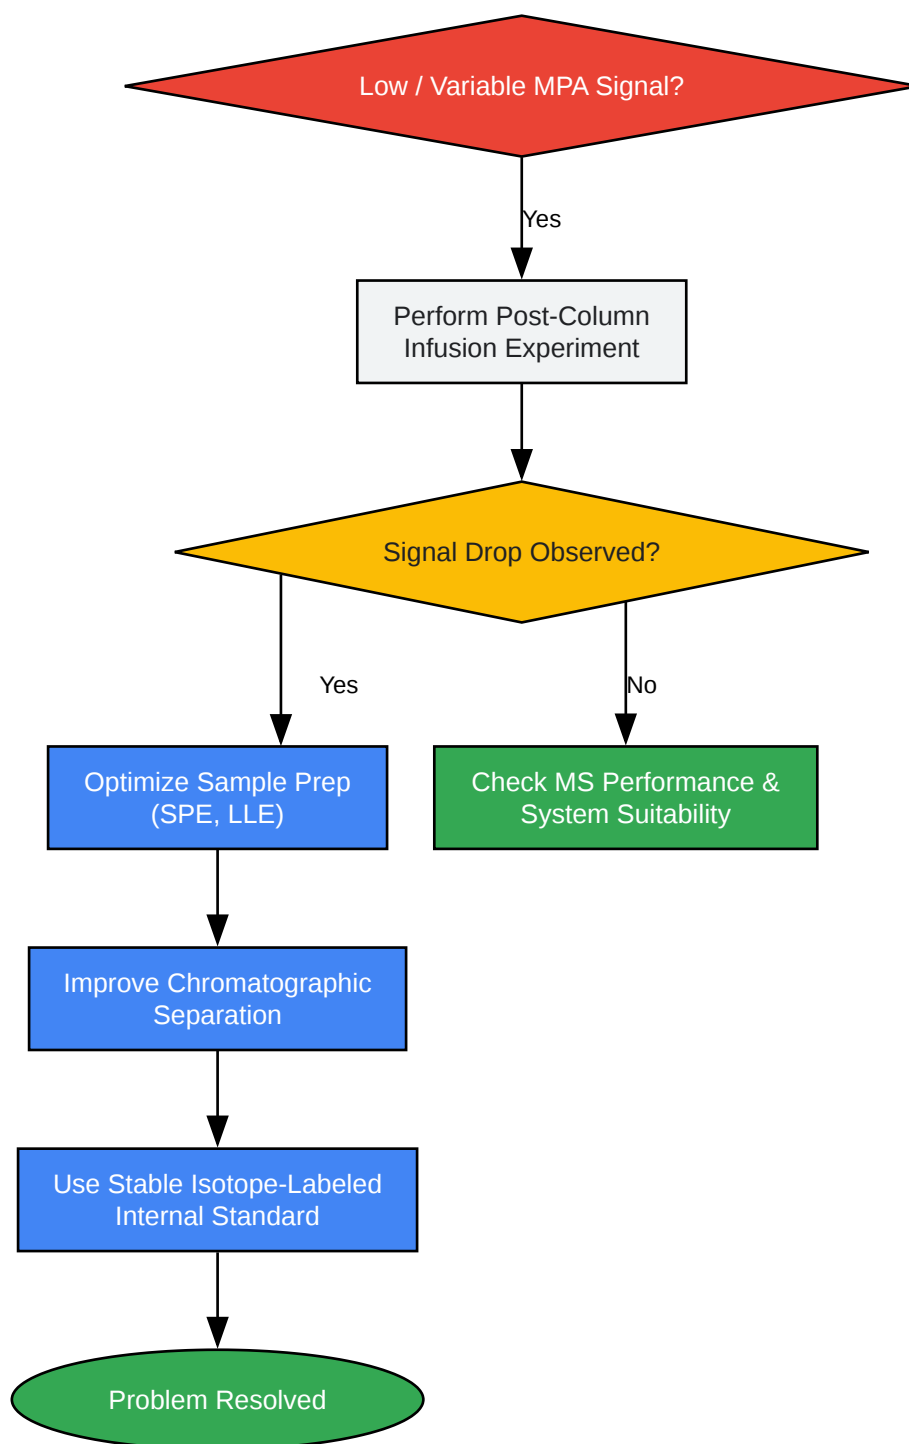 Low / Variable MPA Signal?
Yes
Perform Post-Column
Infusion Experiment
Signal Drop Observed?
Yes
No
Optimize Sample Prep
(SPE, LLE)
Check MS Performance &
System Suitability
Improve Chromatographic
Separation
Use Stable Isotope-Labeled
Internal Standard
Problem Resolved